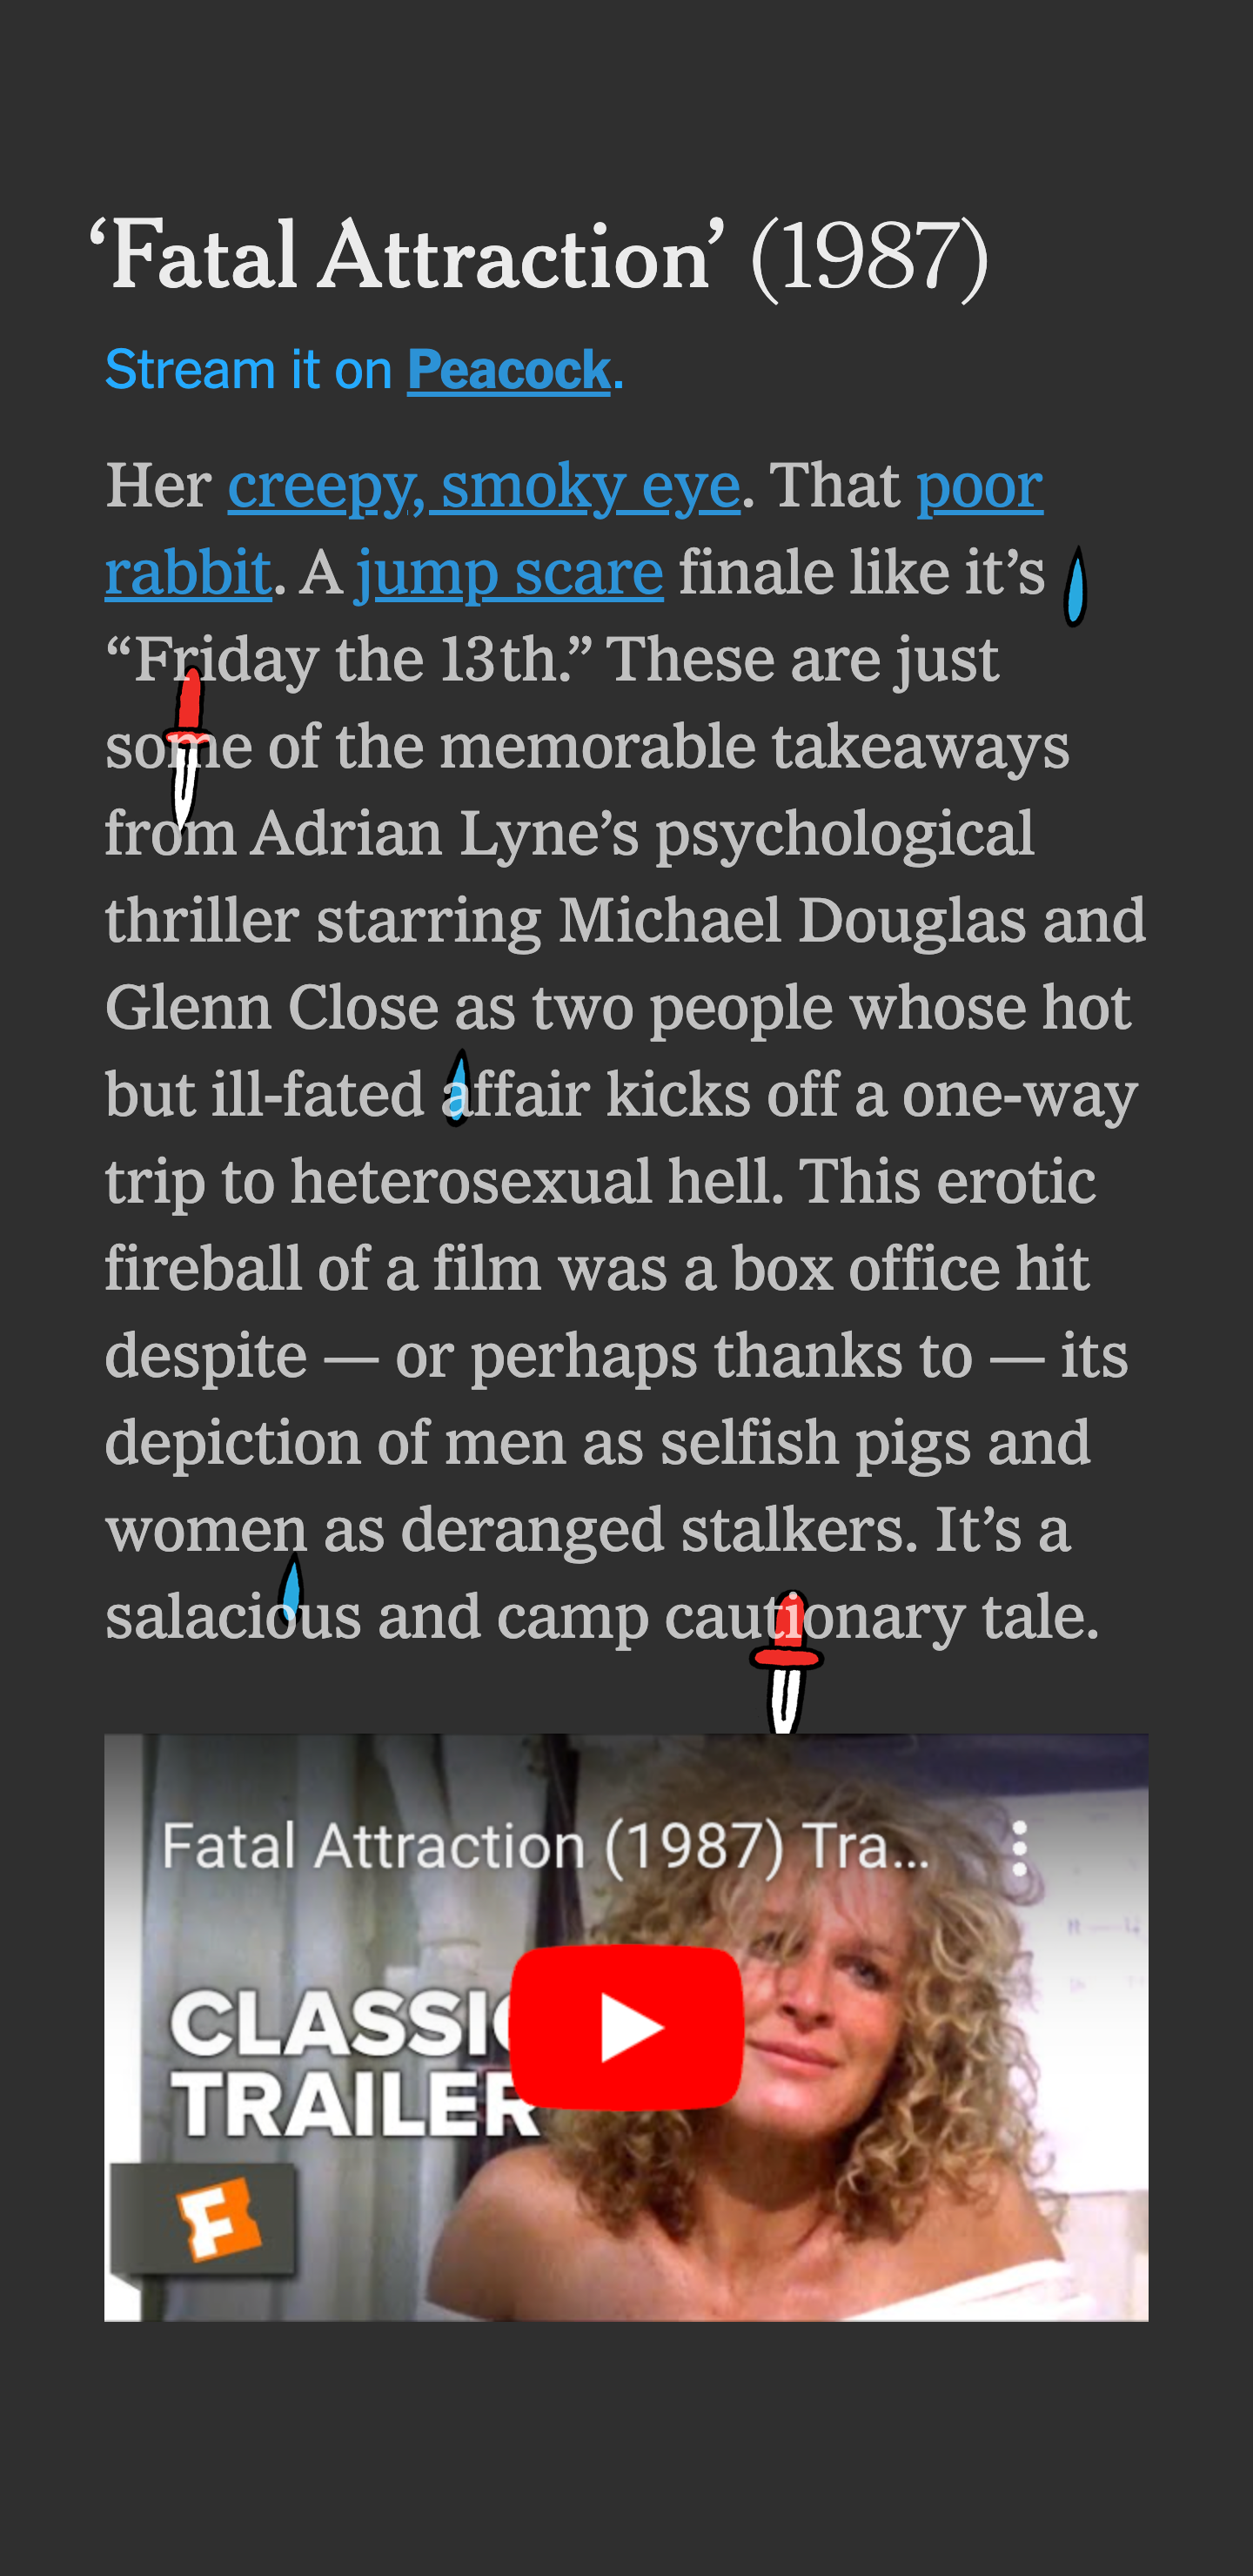 ‘Fatal Attraction’ (1987)
Stream it on Peacock.
Her creepy, smoky eye. That poor
rabbit. A jump scare finale like it’s
“Friday the 13th.” These are just
some of the memorable takeaways
from Adrian Lyne’s psychological
thriller starring Michael Douglas and
Glenn Close as two people whose hot
but ill-fated affair kicks off a one-way
trip to heterosexual hell. This erotic
fireball of a film was a box office hit
despite — or perhaps thanks to — its
depiction of men as selfish pigs and
women as deranged stalkers. It’s a
salacious and camp cautionary tale.
Fatal Attraction (1987) Tra...
CLASSIC
TRAILER
F